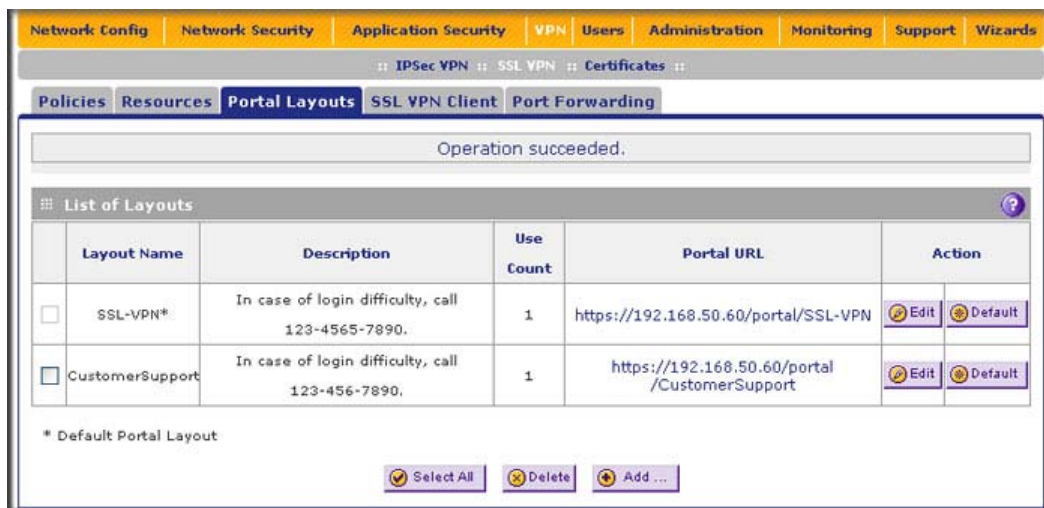 Network Config Network Security Application Security VPN Users Administration Monitoring Support Wizards
:: IPSec VPN :: SSL VPN :: Certificates ::
Policies Resources Portal Layouts SSL VPN Client Port Forwarding
Operation succeeded.
List of Layouts ?
Layout Name Description Use Count Portal URL Action
SSL-VPN* In case of login difficulty, call 123-4565-7890. 1 https://192.168.50.60/portal/SSL-VPN Edit Default
CustomerSupport In case of login difficulty, call 123-456-7890. 1 https://192.168.50.60/portal/CustomerSupport Edit Default
* Default Portal Layout
Select All Delete Add ...